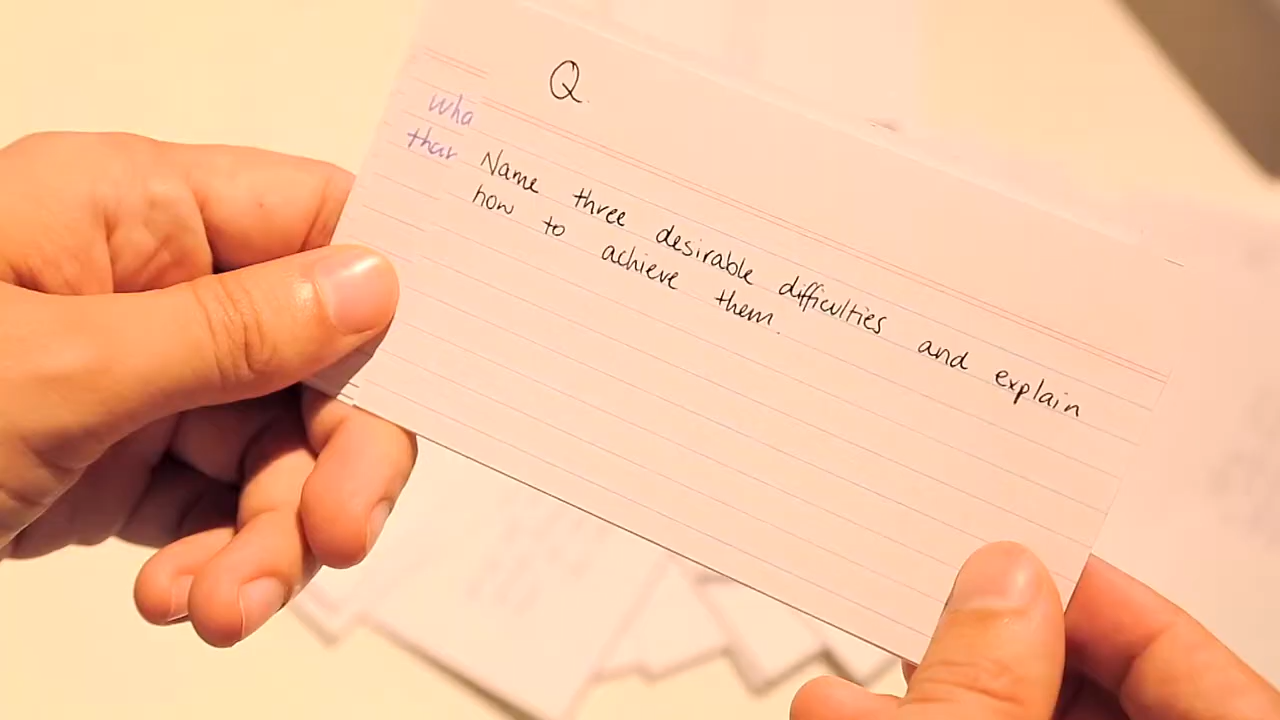 Q.
Name three desirable difficulties and explain
how to achieve them.